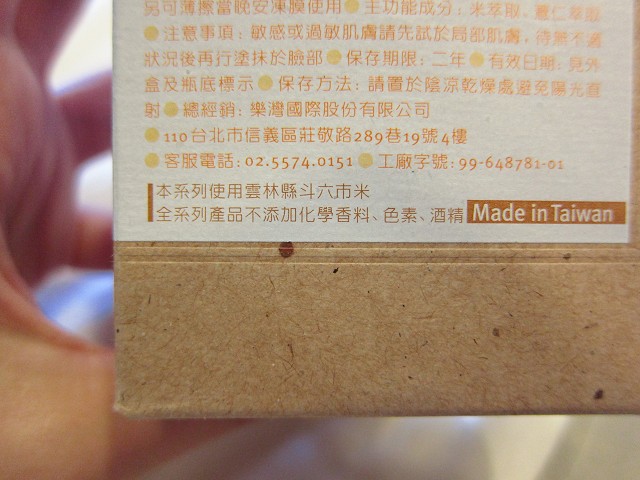 另可薄擦當晚安凍膜使用●主功能成分: 米萃取、薏仁萃取
●注意事項: 敏感或過敏肌膚請先試於局部肌膚, 待無不適
狀況後再行塗抹於臉部●保存期限: 二年●有效日期: 見外
盒及瓶底標示●保存方法: 請置於陰涼乾燥處避免陽光直
射●總經銷: 樂灣國際股份有限公司
●110台北市信義區莊敬路289巷19號4樓
●客服電話: 02.5574.0151●工廠字號: 99-648781-01
本系列使用雲林縣斗六市米
全系列產品不添加化學香料、色素、酒精 Made in Taiwan